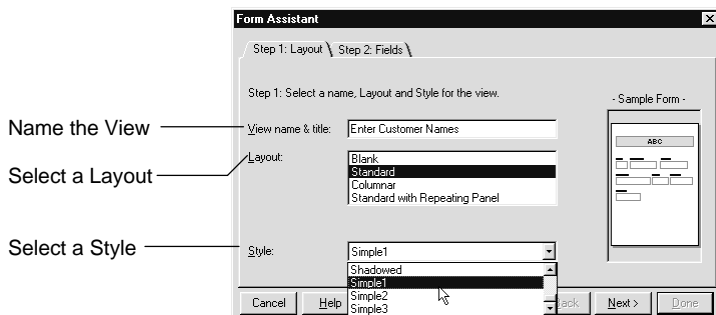 Form Assistant
Step 1: Layout
Step 2: Fields
Step 1: Select a name, Layout and Style for the view.
- Sample Form -
Name the View
View name & title:
Enter Customer Names
ABC
Select a Layout
Layout:
Blank
Standard
Columnar
Standard with Repeating Panel
Select a Style
Style:
Simple1
Shadowed
Simple1
Simple2
Simple3
Cancel
Help
Next >
Done